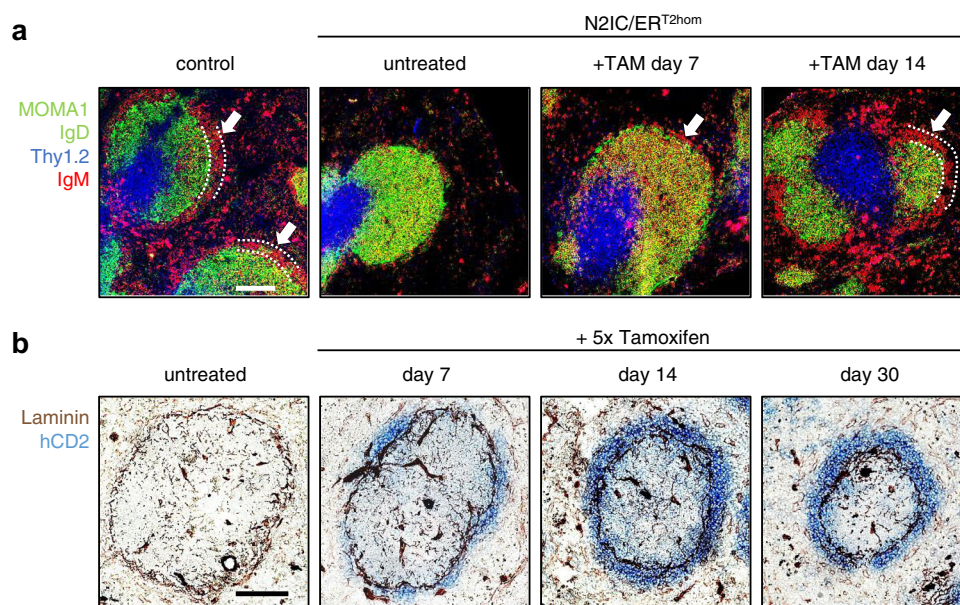 a
N2IC/ER^T2hom
control
untreated
+TAM day 7
+TAM day 14
MOMA1
IgD
Thy1.2
IgM
b
+ 5x Tamoxifen
untreated
day 7
day 14
day 30
Laminin
hCD2